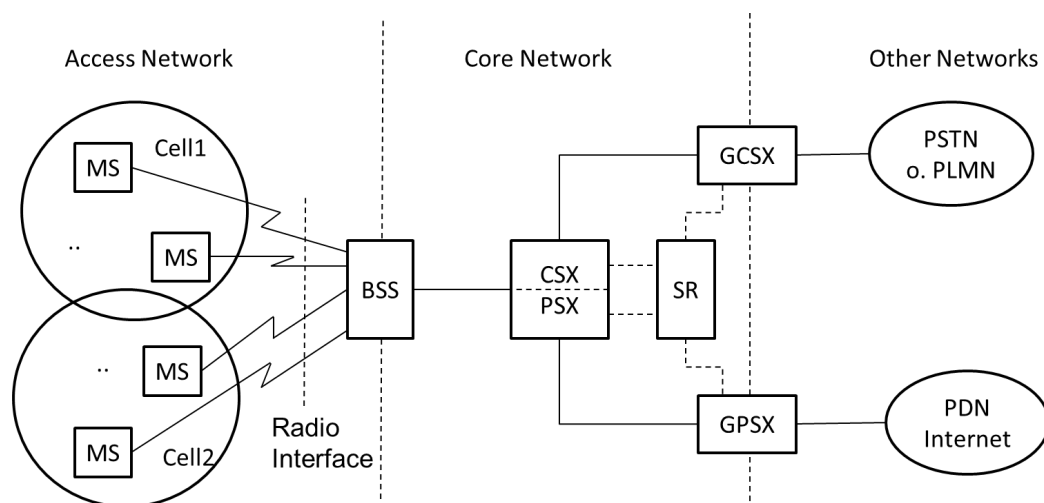 Access Network
Core Network
Other Networks
Cell1
MS
..
MS
BSS
CSX
PSX
SR
GCSX
PSTN
o. PLMN
..
MS
MS
Cell2
Radio
Interface
GPSX
PDN
Internet